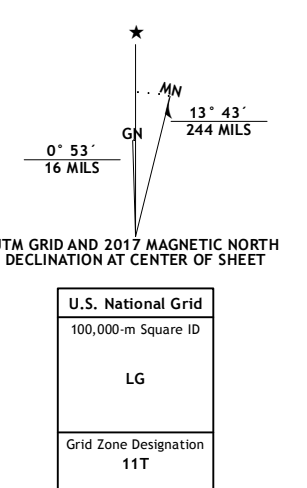 ★
MN
GN
13° 43´
244 MILS
0° 53´
16 MILS
UTM GRID AND 2017 MAGNETIC NORTH
DECLINATION AT CENTER OF SHEET
U.S. National Grid
100,000-m Square ID
LG
Grid Zone Designation
11T